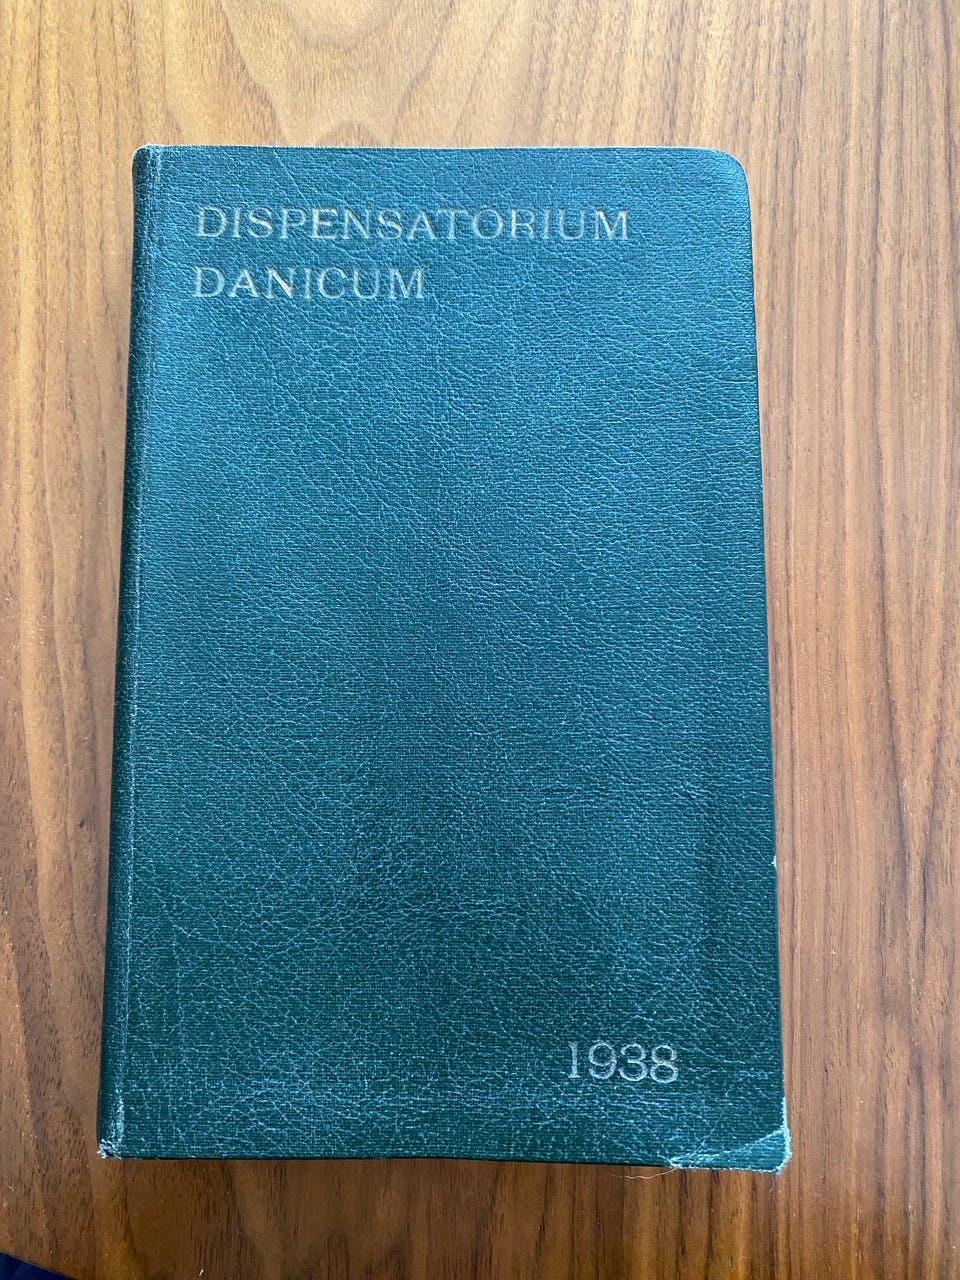 DISPENSATORIUM
DANICUM
1938